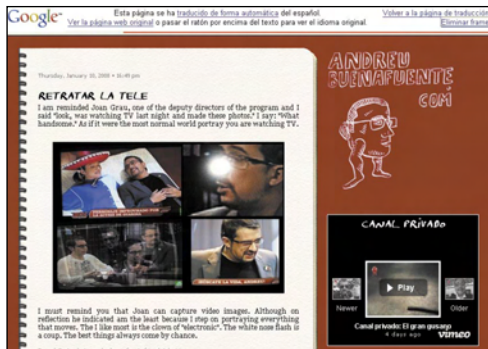 Google
Esta página se ha traducido de forma automática del español.
Ver la página web original o pasar el ratón por encima del texto para ver el idioma original.
Volver a la página de traducción
Eliminar frame
Thursday, January 10, 2008 • 16:49 pm
RETRATAR LA TELE
I am reminded Joan Grau, one of the deputy directors of the program and I
said "look, was watching TV last night and made these photos." I say: "What
handsome." As if it were the most normal world portray you are watching TV.
I must remind you that Joan can capture video images. Although on
reflection he indicated am the least because I step on portraying everything
that moves. The I like most is the clown of "electronic". The white nose flash is
a coup. The best things always come by chance.
ANDREU
BUENAFUENTE
COM
CANAL PRIVADO
Play
Newer
Older
Canal privado: El gran gusano
4 days ago
vimeo